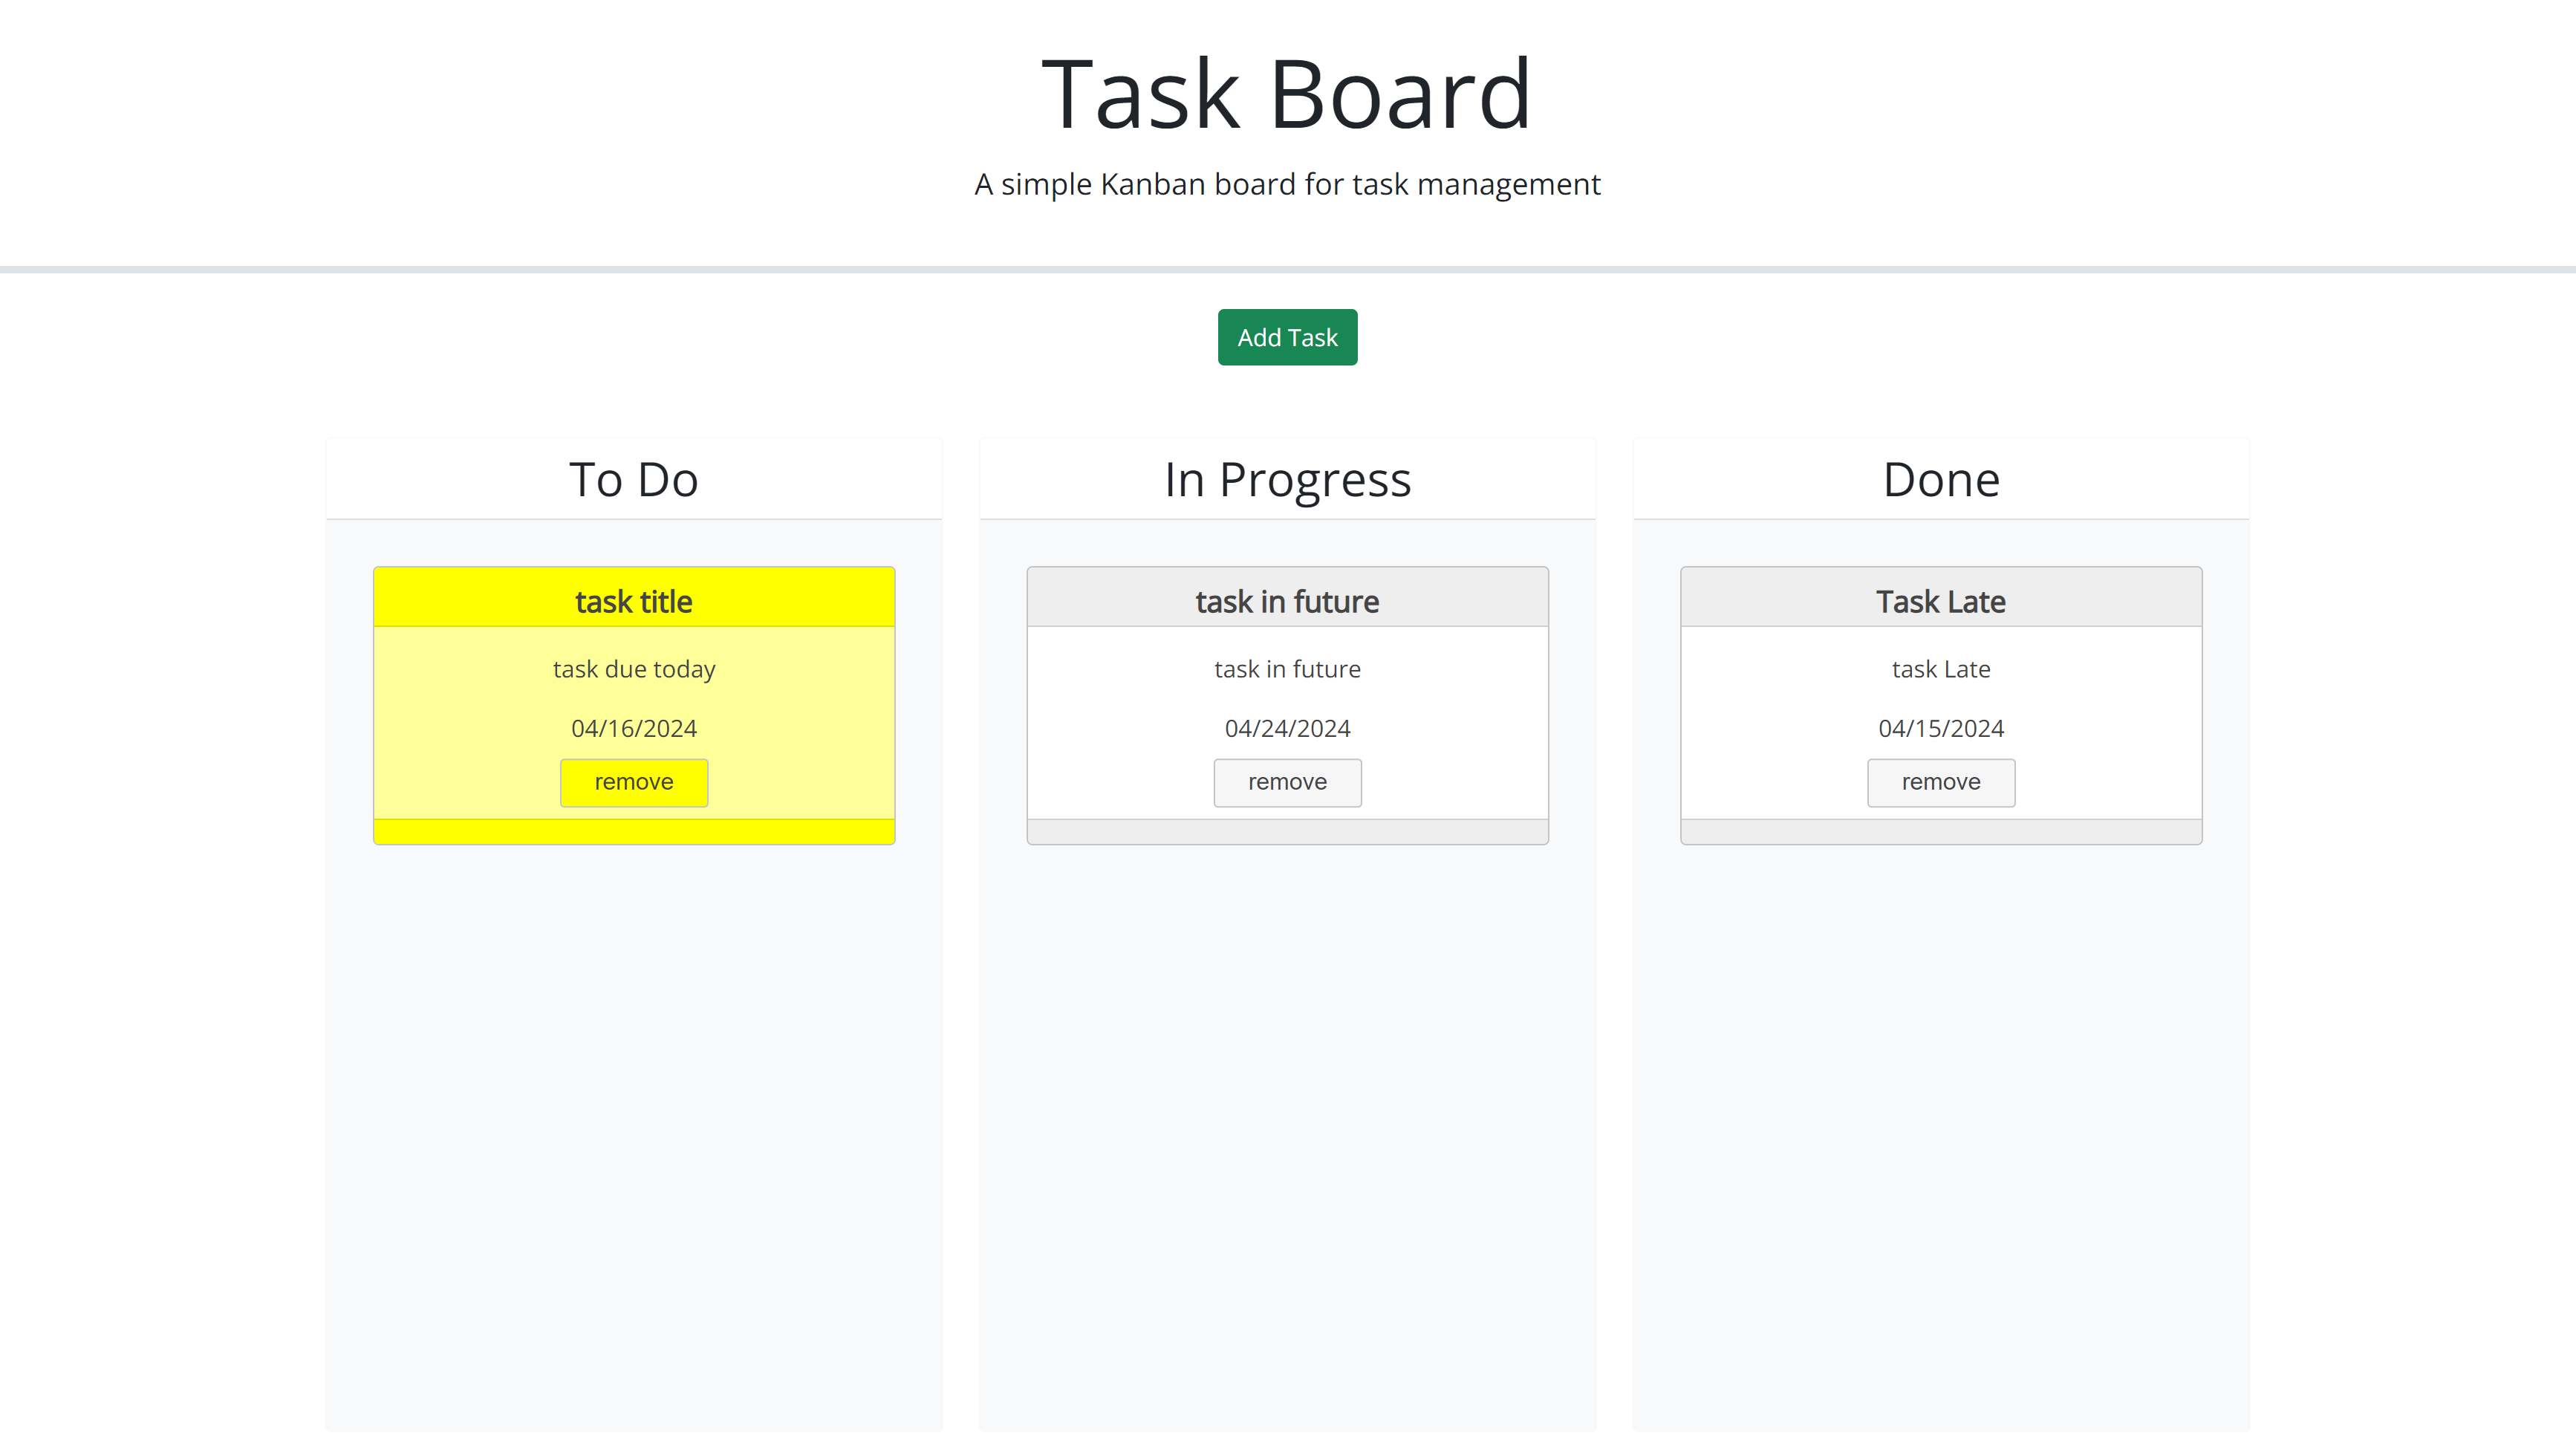 Task Board
A simple Kanban board for task management
Add Task
To Do
task title
task due today
04/16/2024
remove
In Progress
task in future
task in future
04/24/2024
remove
Done
Task Late
task Late
04/15/2024
remove